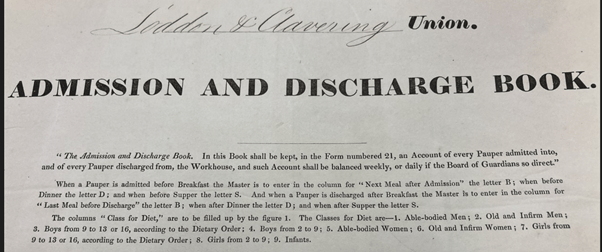 Loddon & Clavering Union.
ADMISSION AND DISCHARGE BOOK.
"The Admission and Discharge Book. In this Book shall be kept, in the Form numbered 21, an Account of every Pauper admitted into,
and of every Pauper discharged from, the Workhouse, and such Account shall be balanced weekly, or daily if the Board of Guardians so direct."
When a Pauper is admitted before Breakfast the Master is to enter in the column for "Next Meal after Admission" the letter B; when before
Dinner the letter D; and when before Supper the letter S. And when a Pauper is discharged after Breakfast the Master is to enter in the column for
"Last Meal before Discharge" the letter B; when after Dinner the letter D; and when after Supper the letter S.
The columns "Class for Diet," are to be filled up by the figure 1. The Classes for Diet are—1. Able-bodied Men; 2. Old and Infirm Men;
3. Boys from 9 to 13 or 16, according to Dietary Order; 4. Boys from 2 to 9; 5. Able-bodied Women; 6. Old and Infirm Women; 7. Girls from
9 to 13 or 16, according to the Dietary Order; 8. Girls from 2 to 9; 9. Infants.